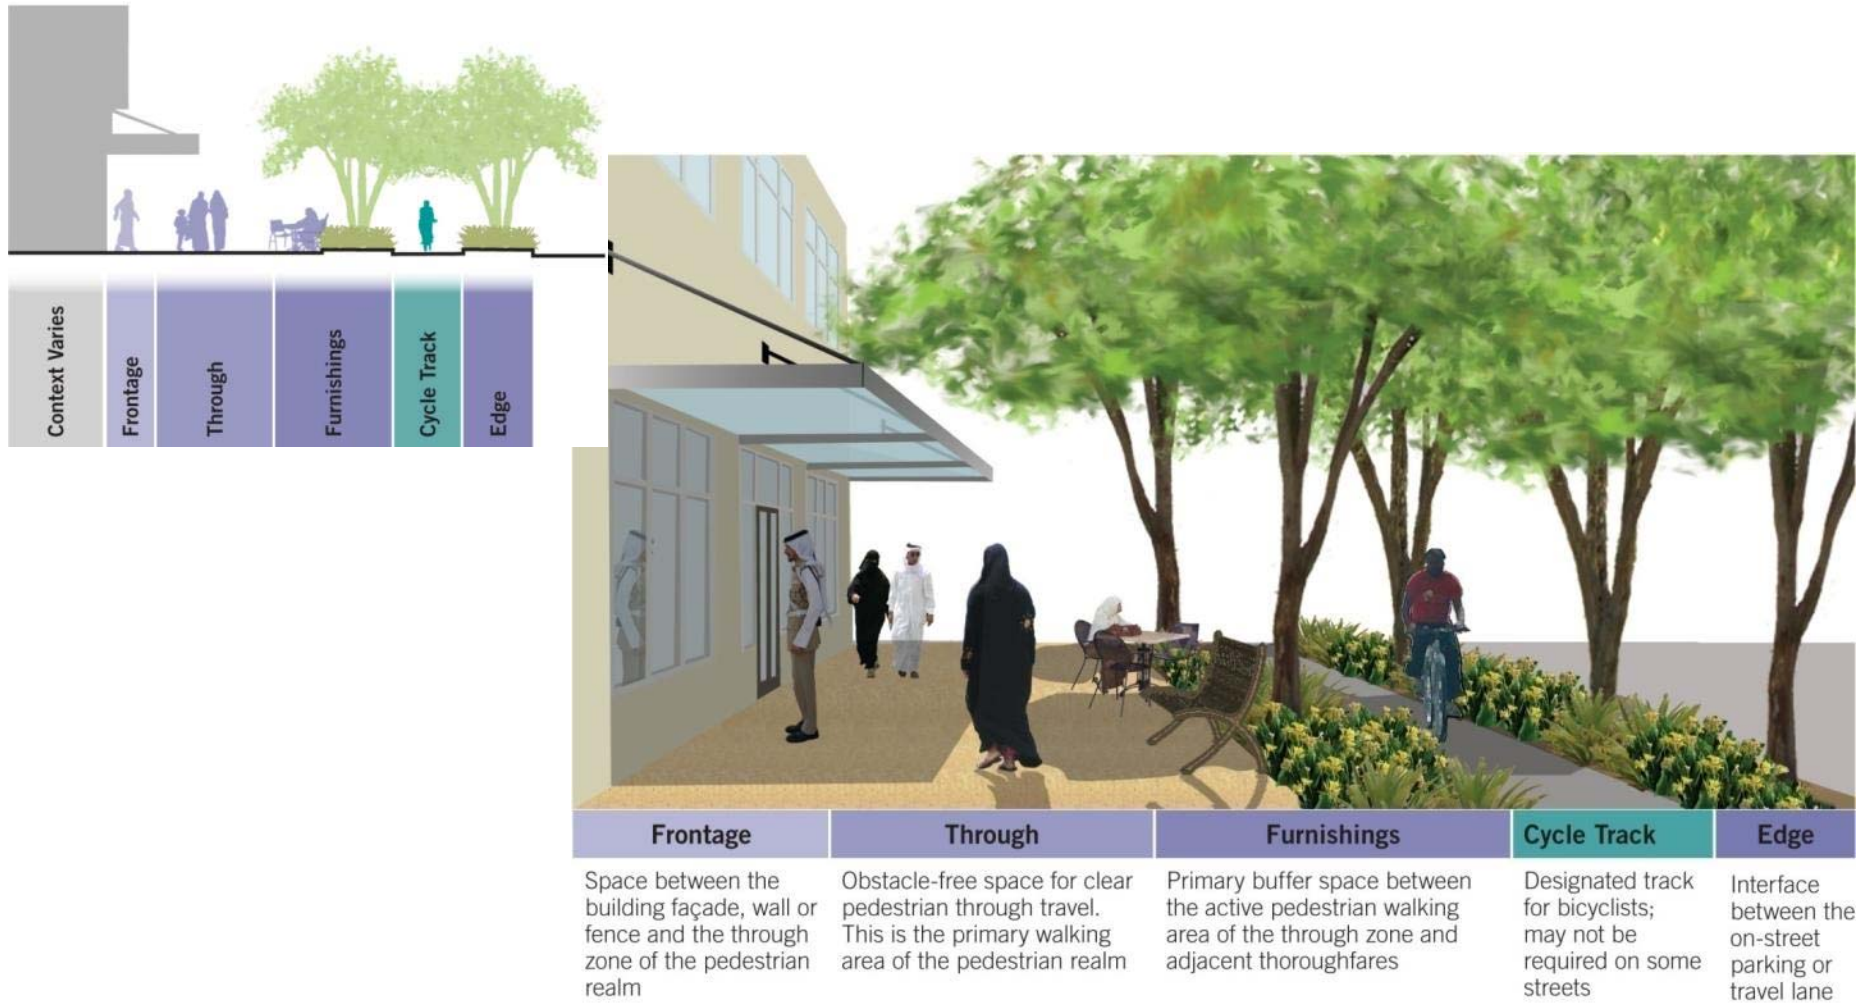 Context Varies
Frontage
Through
Furnishings
Cycle Track
Edge
Frontage
Through
Furnishings
Cycle Track
Edge
Space between the
building façade, wall or
fence and the through
zone of the pedestrian
realm
Obstacle-free space for clear
pedestrian through travel.
This is the primary walking
area of the pedestrian realm
Primary buffer space between
the active pedestrian walking
area of the through zone and
adjacent thoroughfares
Designated track
for bicyclists;
may not be
required on some
streets
Interface
between the
on-street
parking or
travel lane